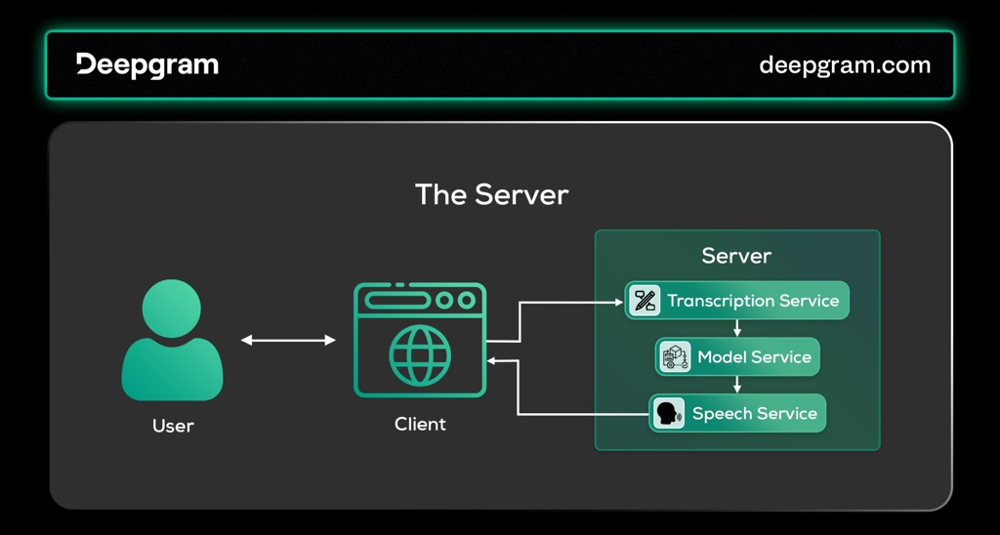 Deepgram
deepgram.com
The Server
Server
Transcription Service
Model Service
Speech Service
User
Client